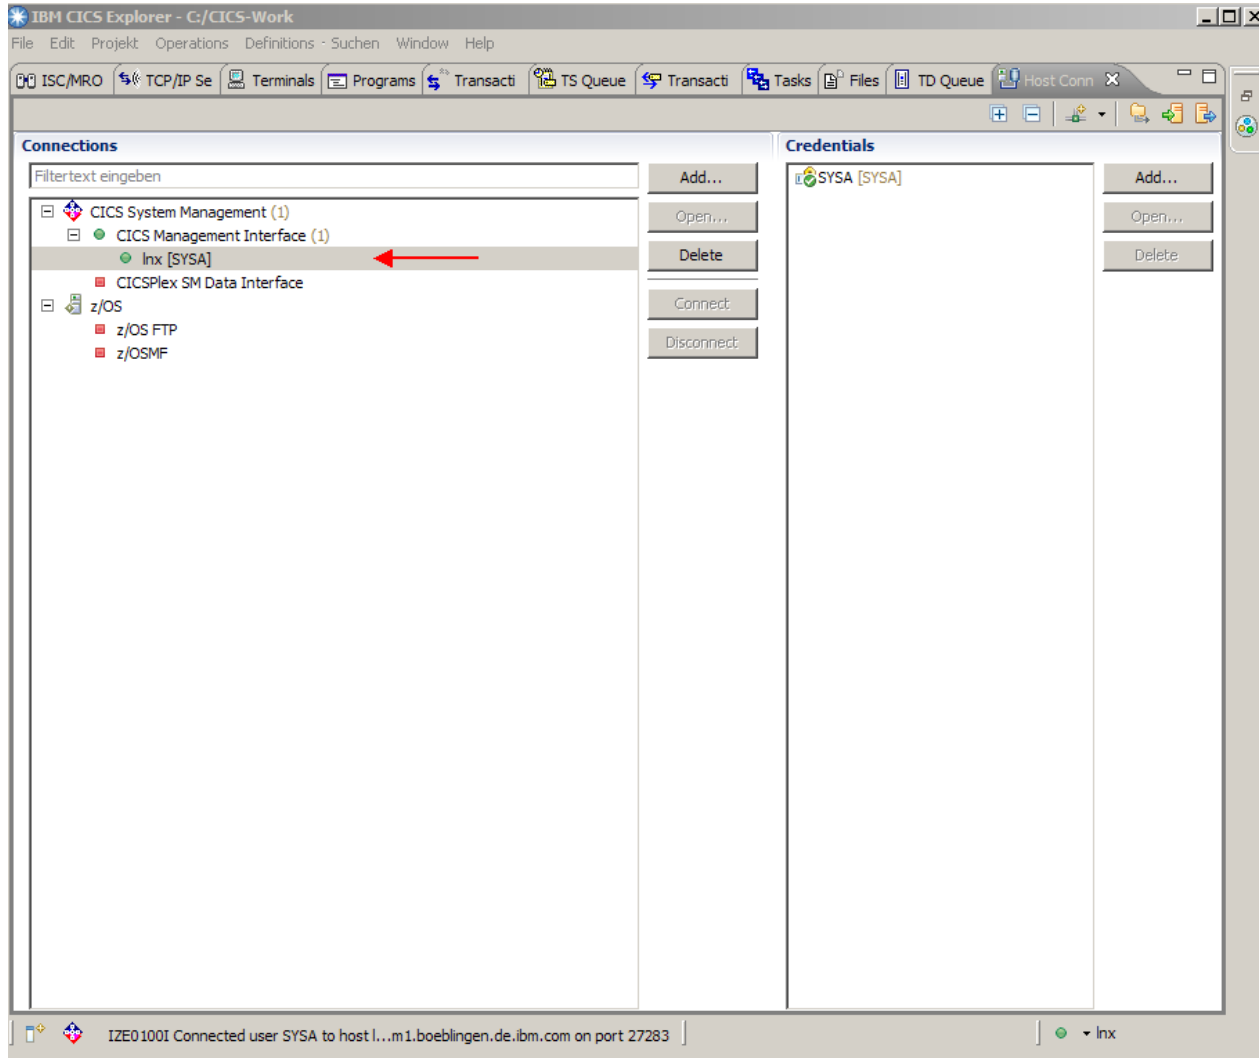 IBM CICS Explorer - C:/CICS-Work
File Edit Projekt Operations Definitions - Suchen Window Help
ISC/MRO TCP/IP Se Terminals Programs Transacti TS Queue Transacti Tasks Files TD Queue Host Conn
Connections
Filtertext eingeben
Add...
CICS System Management (1)
Open...
CICS Management Interface (1)
lnx [SYSA]
Delete
CICSPlex SM Data Interface
z/OS
Connect
z/OS FTP
Disconnect
z/OSMF
Credentials
SYSA [SYSA]
Add...
Open...
Delete
IZE0100I Connected user SYSA to host l...m1.boeblingen.de.ibm.com on port 27283
lnx